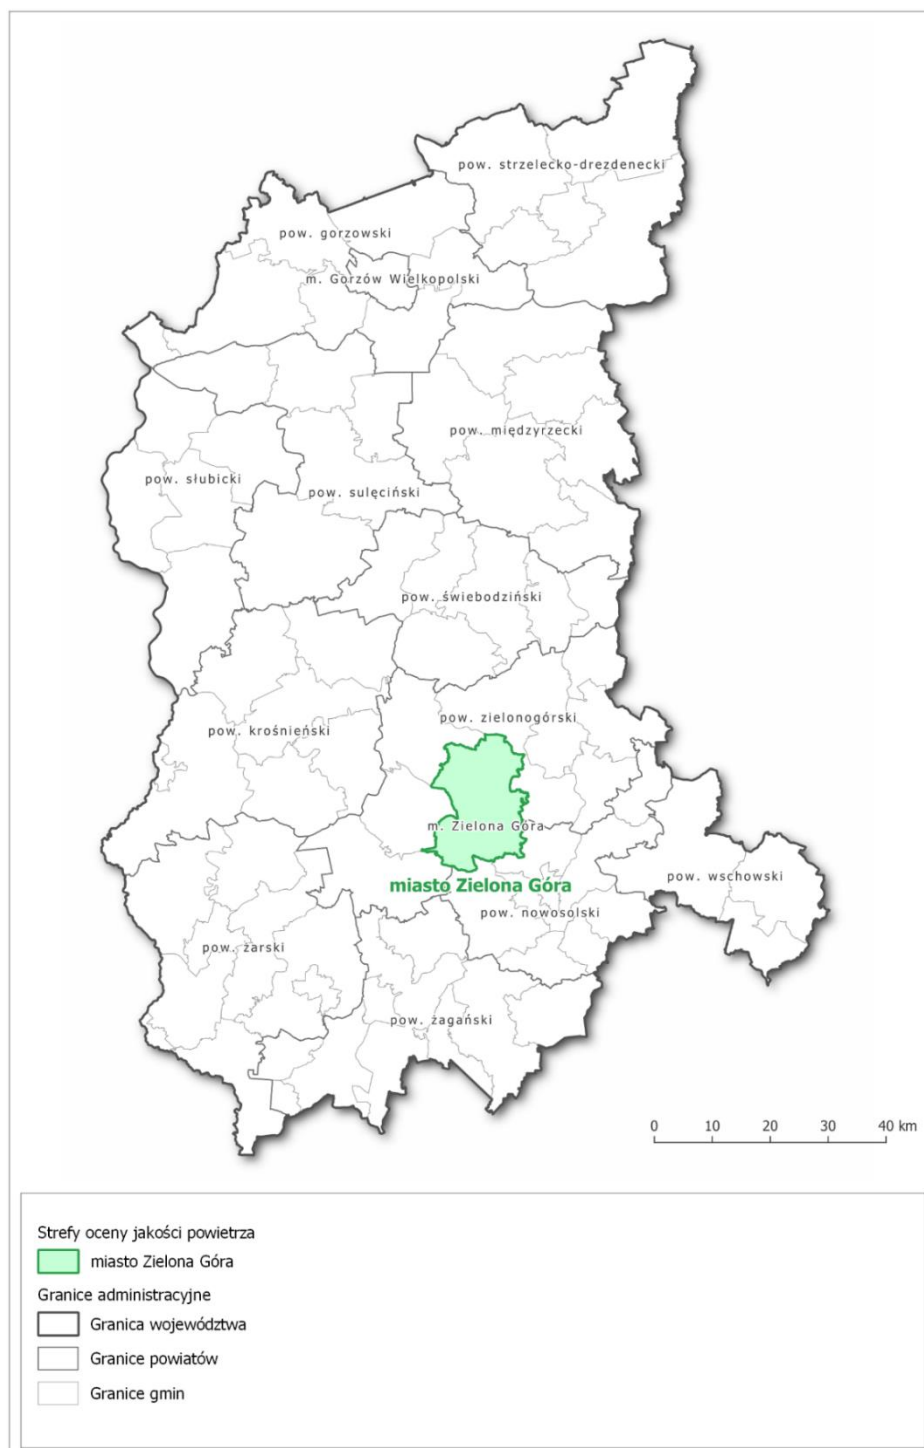 pow. strzelecko-drezdenecki
pow. gorzowski
m. Gorzów Wielkopolski
pow. międzyrzecki
pow. słubicki
pow. sulęciński
pow. świebodziński
pow. zielonogórski
pow. krośnieński
m. Zielona Góra
pow. wschowski
miasto Zielona Góra
pow. nowosolski
pow. żarski
pow. żagański
0 10 20 30 40 km
Strefy oceny jakości powietrza
miasto Zielona Góra
Granice administracyjne
Granica województwa
Granice powiatów
Granice gmin